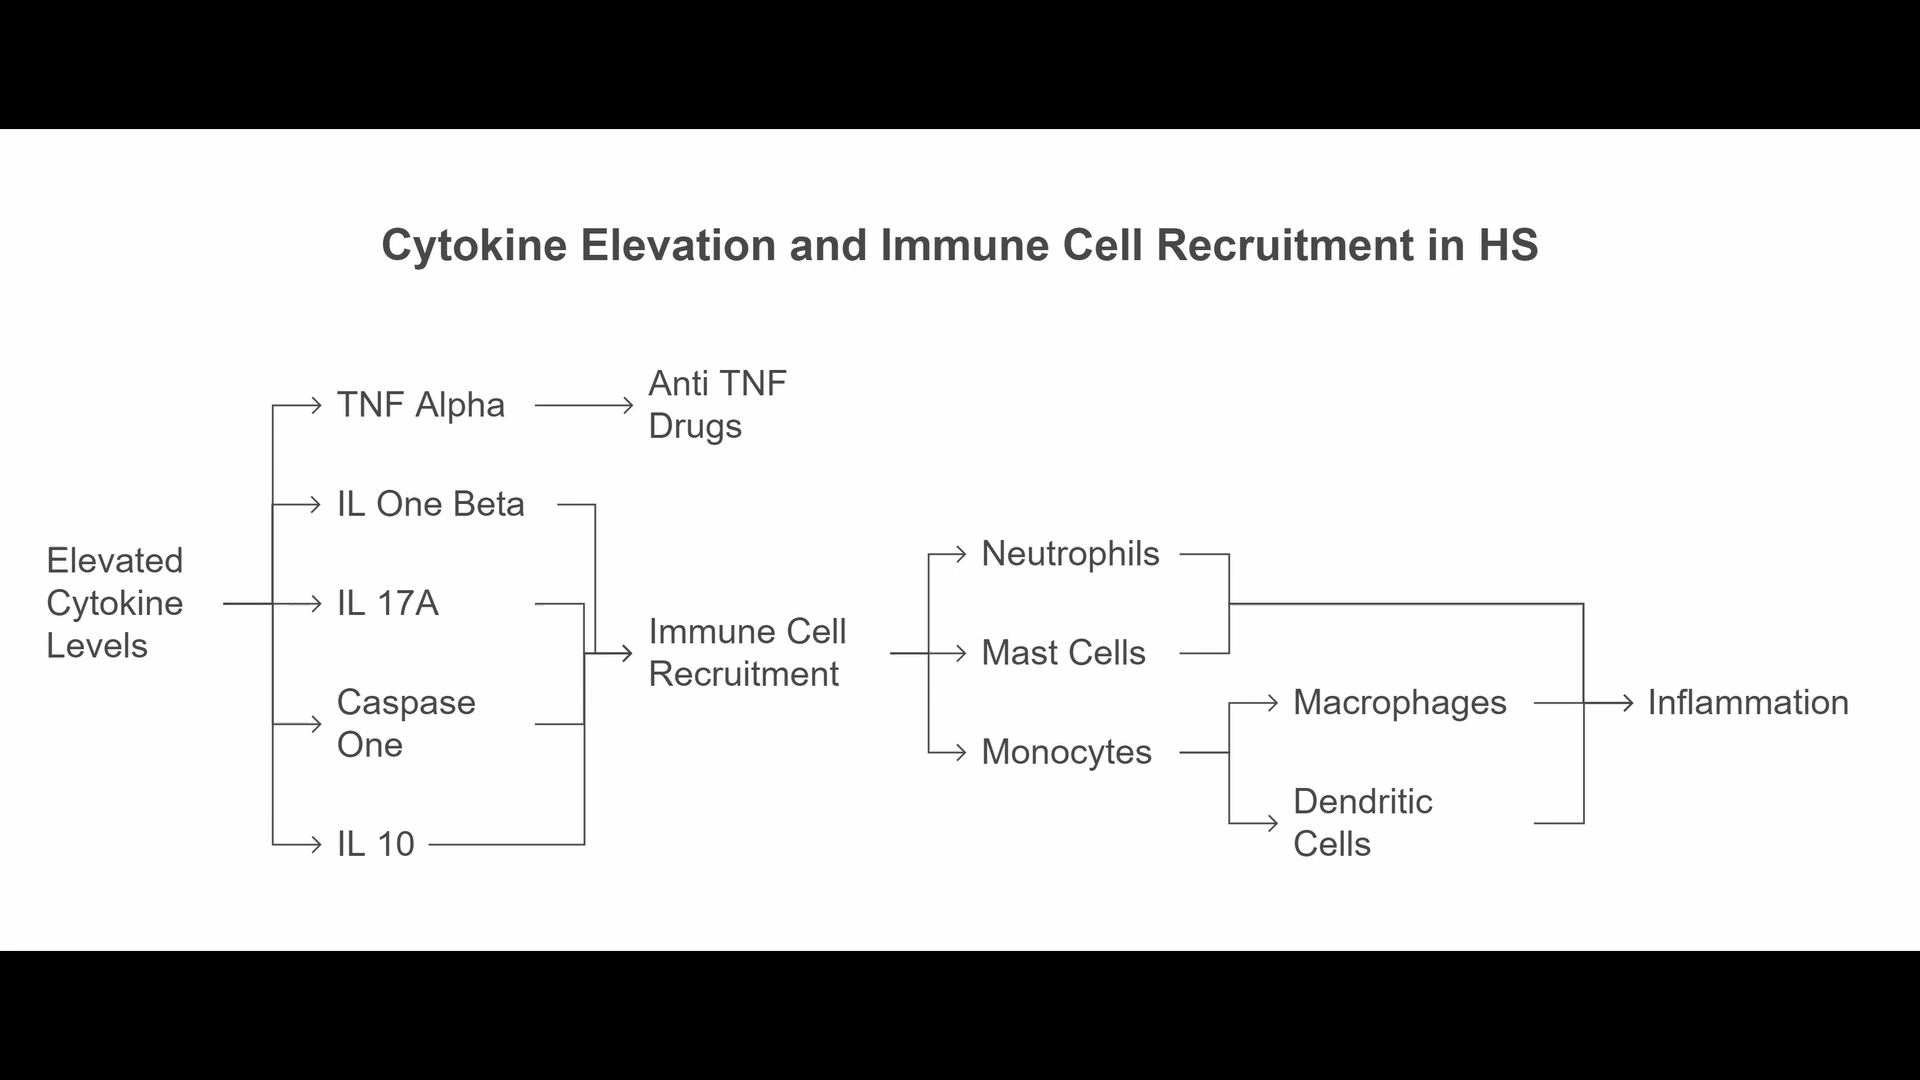 Cytokine Elevation and Immune Cell Recruitment in HS
Elevated
Cytokine
Levels
TNF Alpha
IL One Beta
IL 17A
Caspase
One
IL 10
Anti TNF
Drugs
Immune Cell
Recruitment
Neutrophils
Mast Cells
Monocytes
Macrophages
Dendritic
Cells
Inflammation